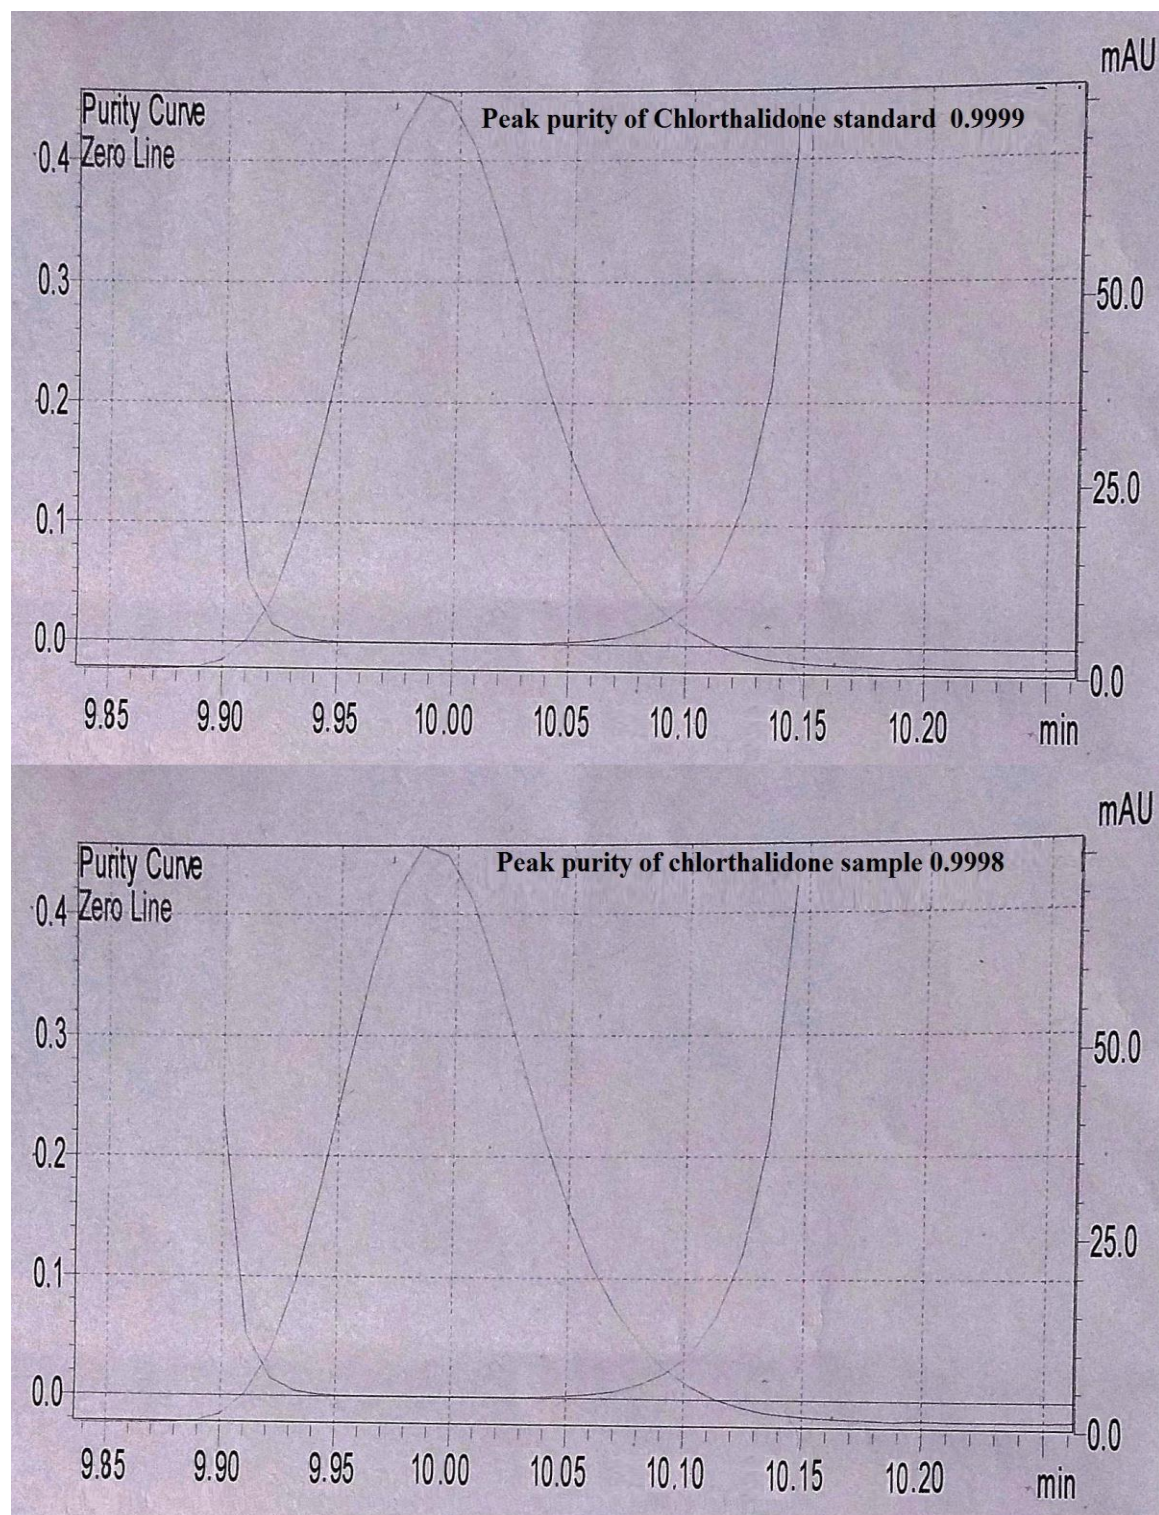 mAU
Purity Curve
Peak purity of Chlorthalidone standard 0.9999
Zero Line
0.4
0.3
50.0
0.2
25.0
0.1
0.0
0.0
9.85 9.90 9.95 10.00 10.05 10.10 10.15 10.20 min
mAU
Purity Curve
Peak purity of chlorthalidone sample 0.9998
Zero Line
0.4
0.3
50.0
0.2
25.0
0.1
0.0
0.0
9.85 9.90 9.95 10.00 10.05 10.10 10.15 10.20 min